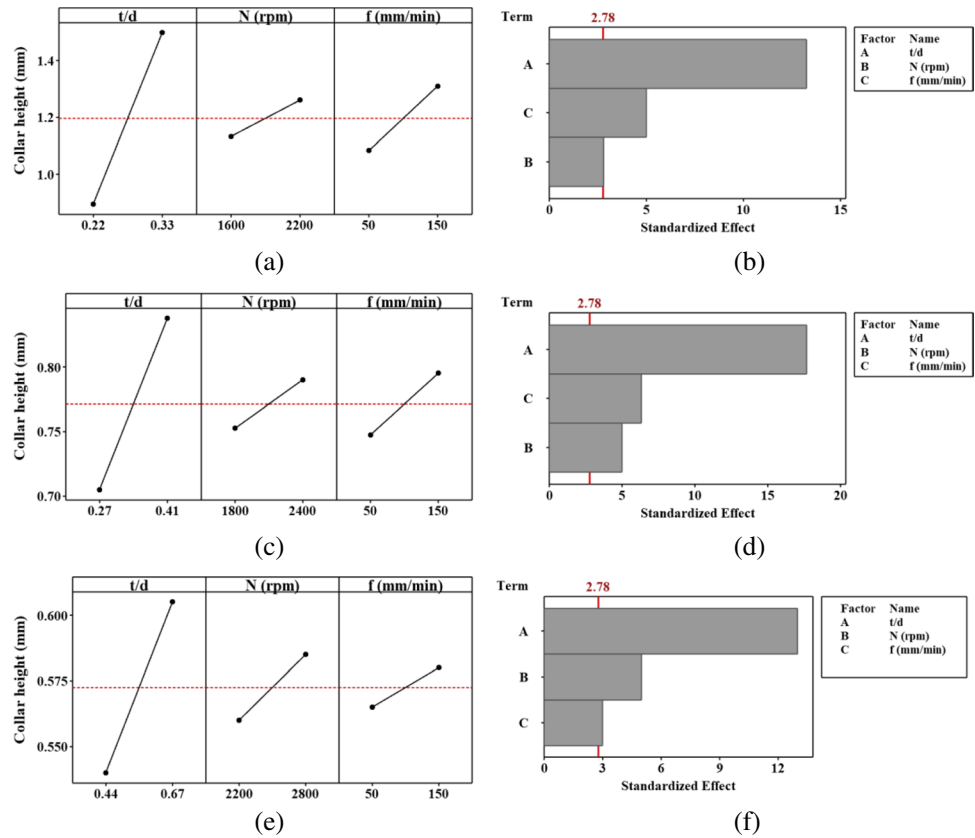 t/d N (rpm) f (mm/min)
Collar height (mm)
1.4
1.2
1.0
0.22 0.33 1600 2200 50 150
(a)
Term 2.78
A
C
B
0 5 10 15
Standardized Effect
Factor Name
A t/d
B N (rpm)
C f (mm/min)
(b)
t/d N (rpm) f (mm/min)
Collar height (mm)
0.80
0.75
0.70
0.27 0.41 1800 2400 50 150
(c)
Term 2.78
A
C
B
0 5 10 15 20
Standardized Effect
Factor Name
A t/d
B N (rpm)
C f (mm/min)
(d)
t/d N (rpm) f (mm/min)
Collar height (mm)
0.600
0.575
0.550
0.44 0.67 2200 2800 50 150
(e)
Term 2.78
A
B
C
0 3 6 9 12
Standardized Effect
Factor Name
A t/d
B N (rpm)
C f (mm/min)
(f)